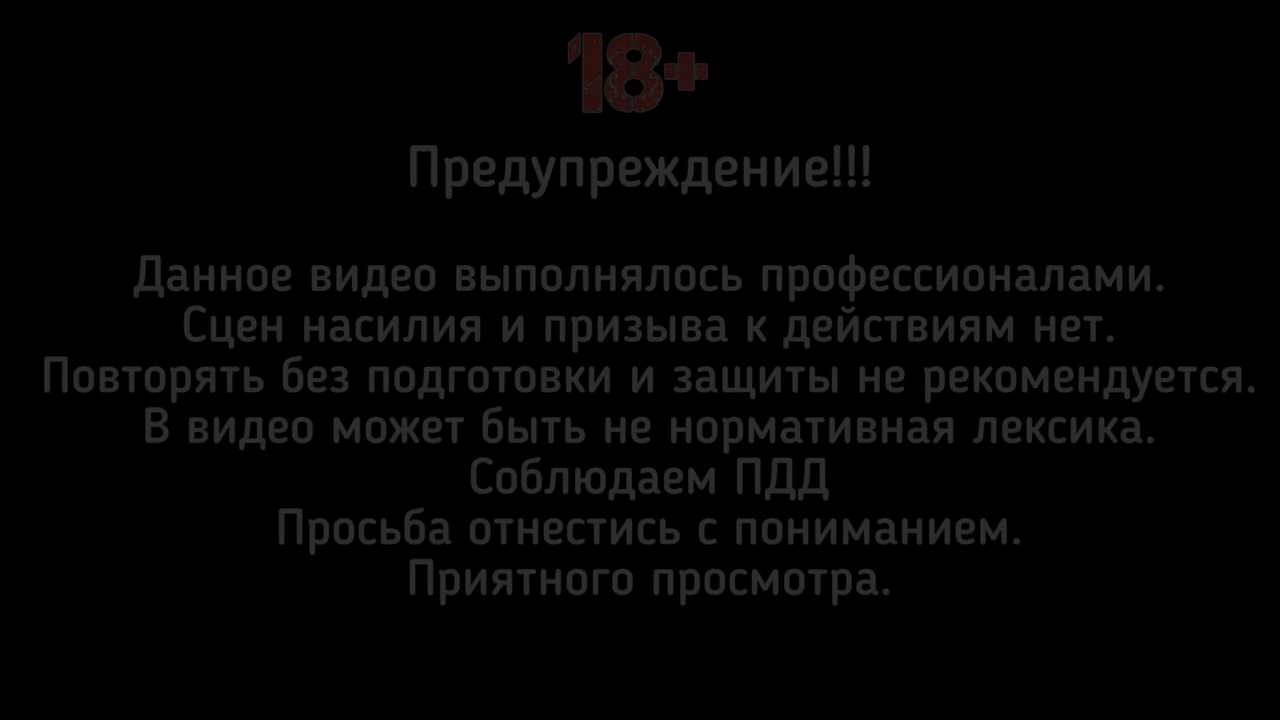 18+
Предупреждение!!!
Данное видео выполнялось профессионалами.
Сцен насилия и призыва к действиям нет.
Повторять без подготовки и защиты не рекомендуется.
В видео может быть не нормативная лексика.
Соблюдаем ПДД
Просьба отнестись с пониманием.
Приятного просмотра.